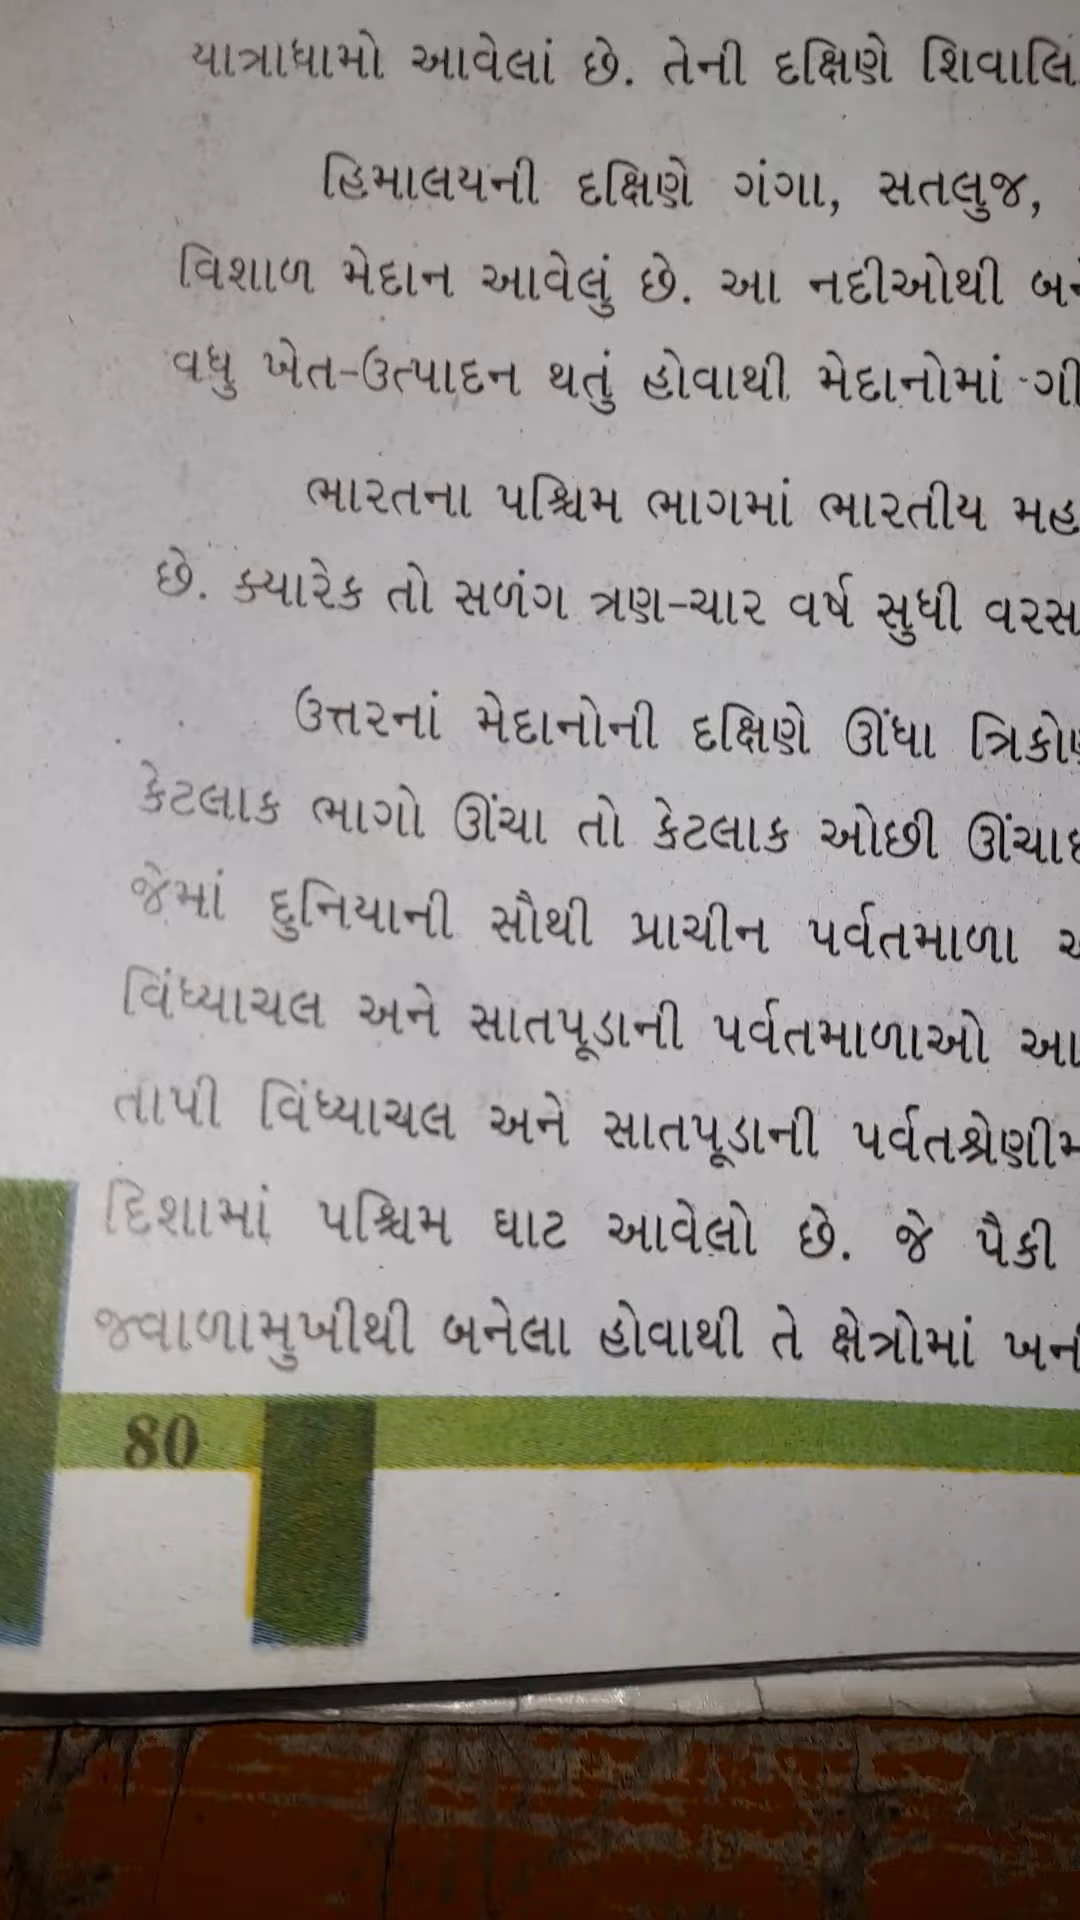 યાત્રાધામો આવેલાં છે. તેની દક્ષિણે શિવાલિ
હિમાલયની દક્ષિણે ગંગા, સતલુજ,
વિશાળ મેદાન આવેલું છે. આ નદીઓથી
વધુ ખેત-ઉત્પાદન થતું હોવાથી મેદાનોમાં ગી
ભારતના પશ્ચિમ ભાગમાં ભારતીય મહ
છે. ક્યારેક તો સળંગ ત્રણ-ચાર વર્ષ સુધી વરસ
ઉત્તરનાં મેદાનોની દક્ષિણે ઊંધા ત્રિકો
કેટલાક ભાગો ઊંચા તો કેટલાક ઓછી ઊંચા
જેમાં દુનિયાની સૌથી પ્રાચીન પર્વતમાળા
વિંધ્યાચલ અને સાતપૂડાની પર્વતમાળાઓ આ
તાપી વિંધ્યાચલ અને સાતપૂડાની પર્વતશ્રેણીમ
દિશામાં પશ્ચિમ ઘાટ આવેલો છે. જે પૈકી
જ્વાળામુખીથી બનેલા હોવાથી તે ક્ષેત્રોમાં ખની
80